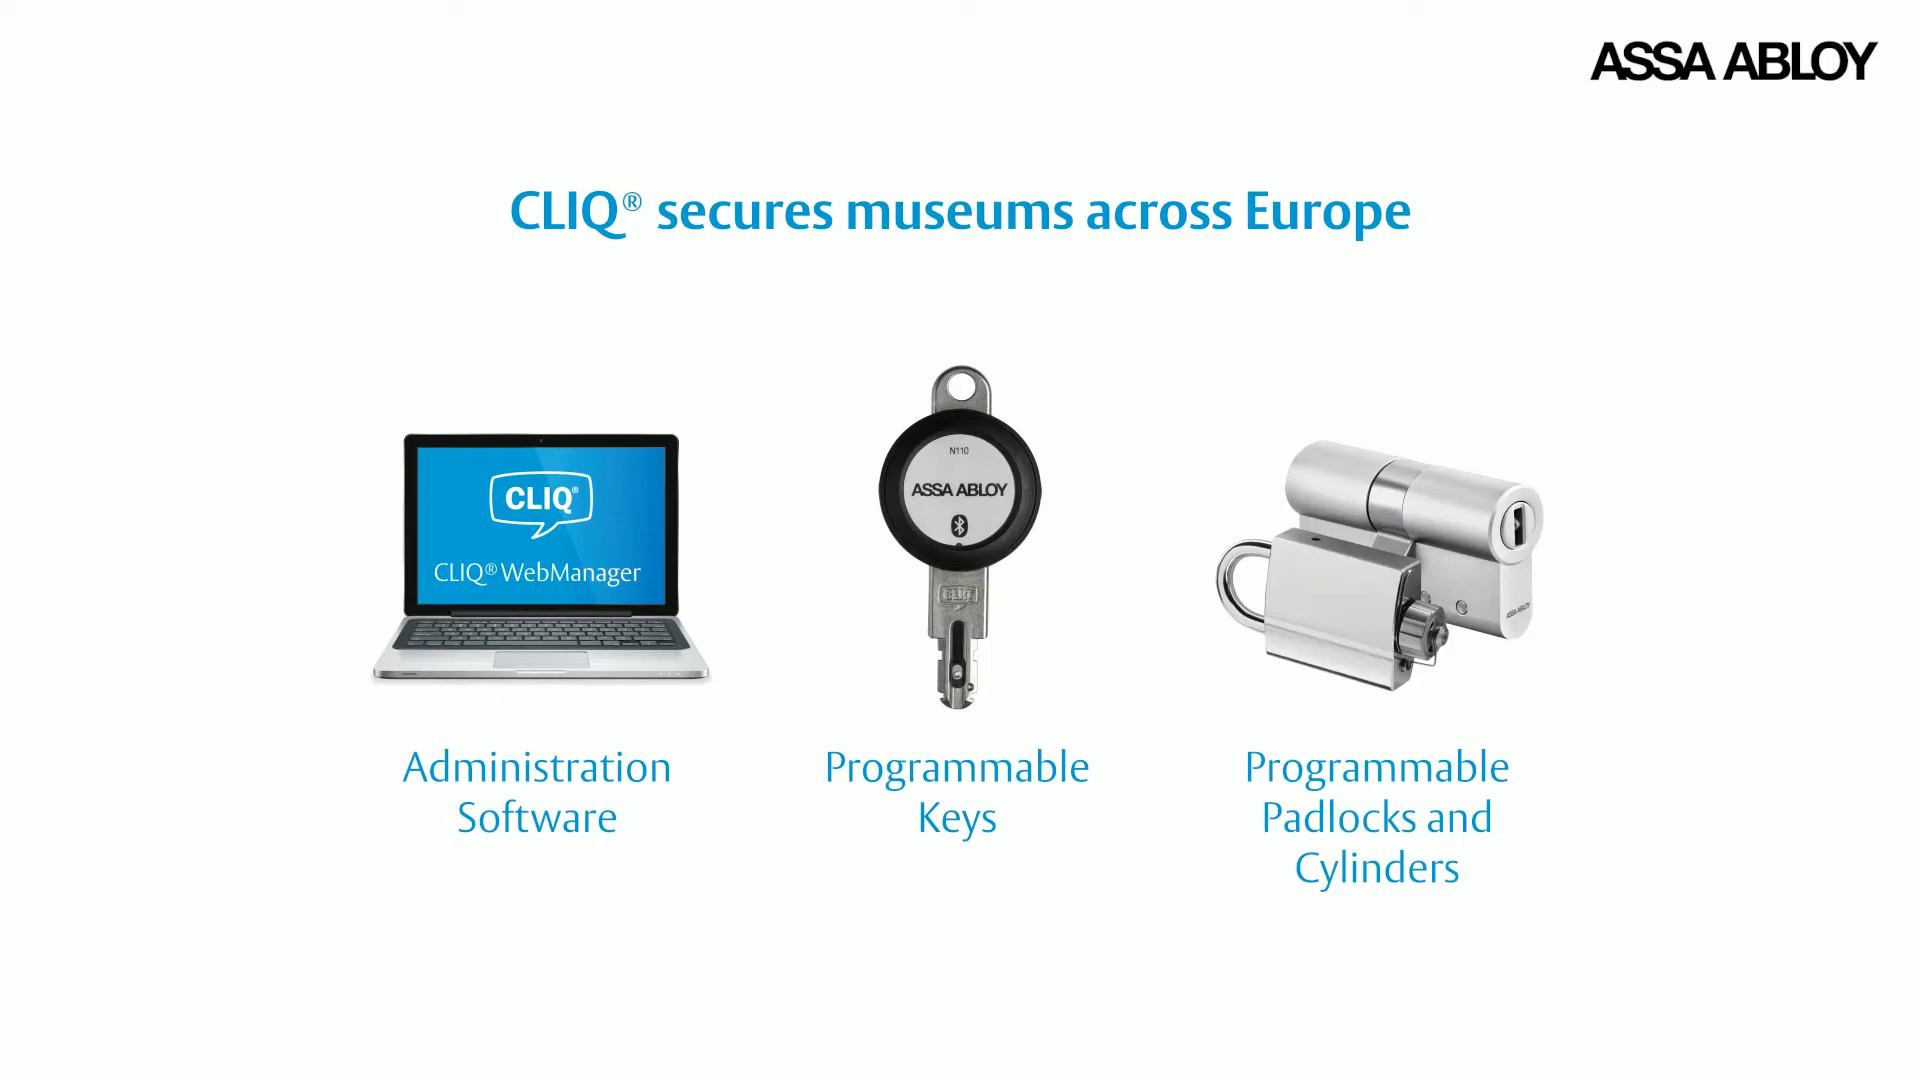 ASSA ABLOY
CLIQ® secures museums across Europe
CLIQ®
CLIQ® WebManager
N110
ASSA ABLOY
CLIQ
ASSA ABLOY
Administration
Software
Programmable
Keys
Programmable
Padlocks and
Cylinders